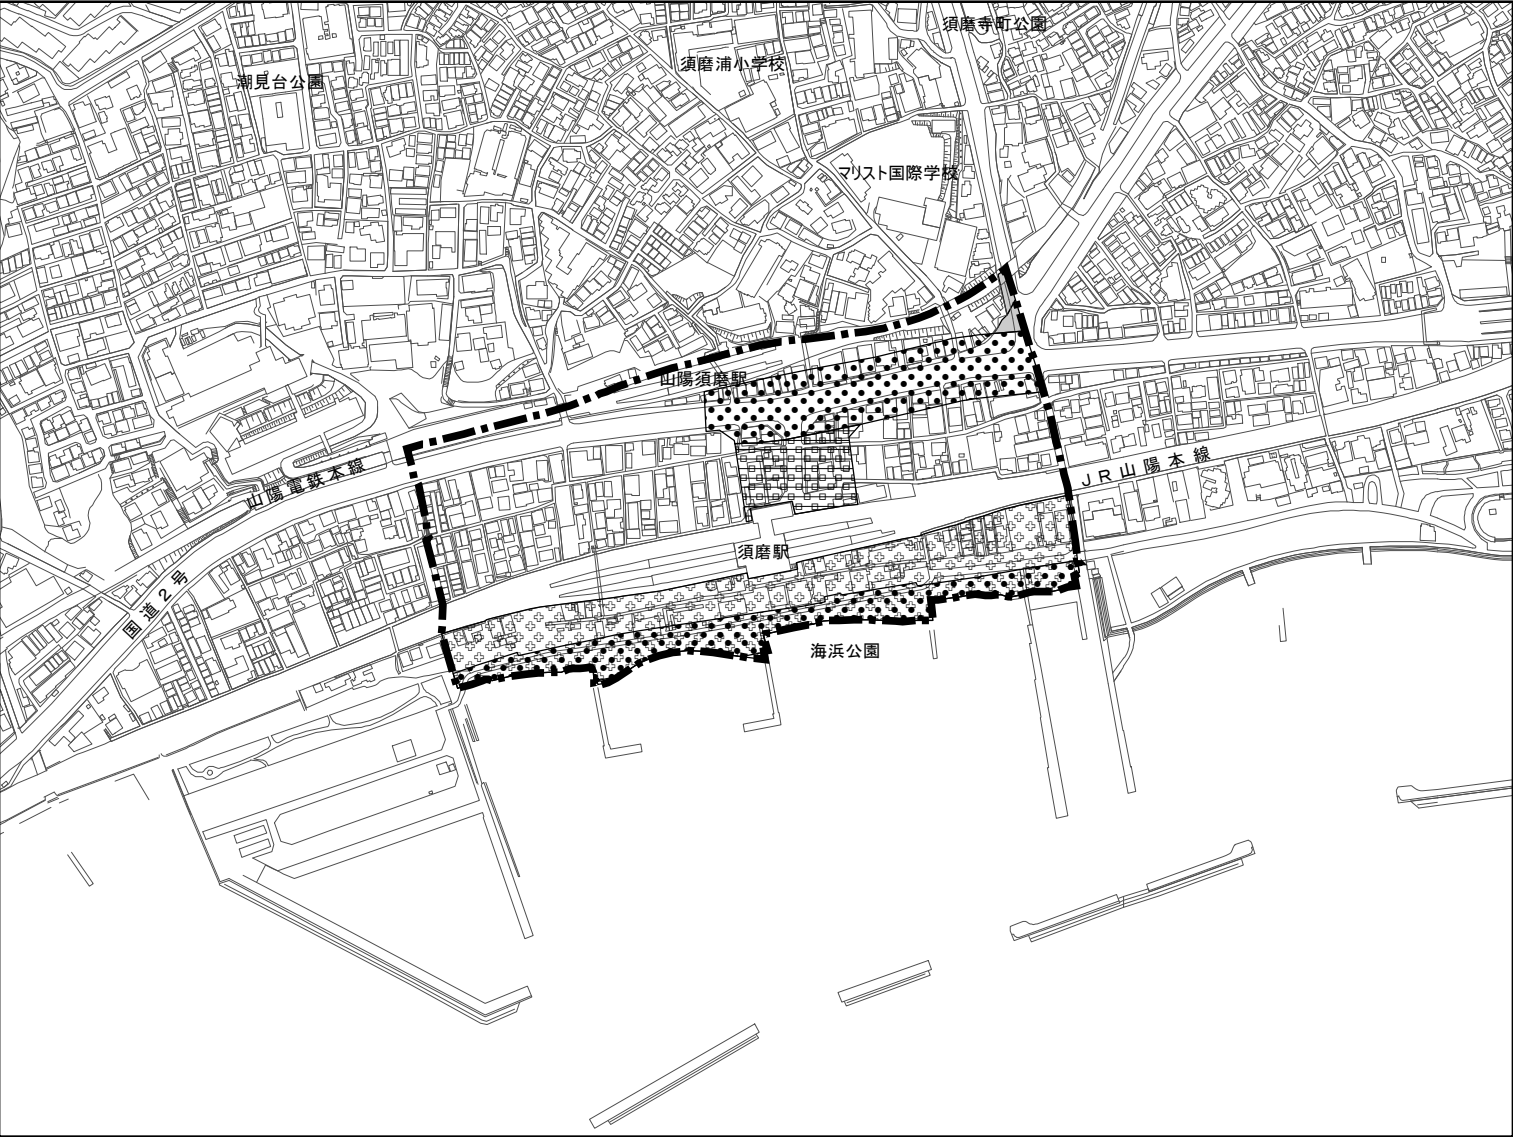 須磨寺町公園
須磨浦小学校
潮見台公園
マリスト国際学校
山陽須磨駅
山陽電鉄本線
JR山陽本線
須磨駅
国道2号
海浜公園